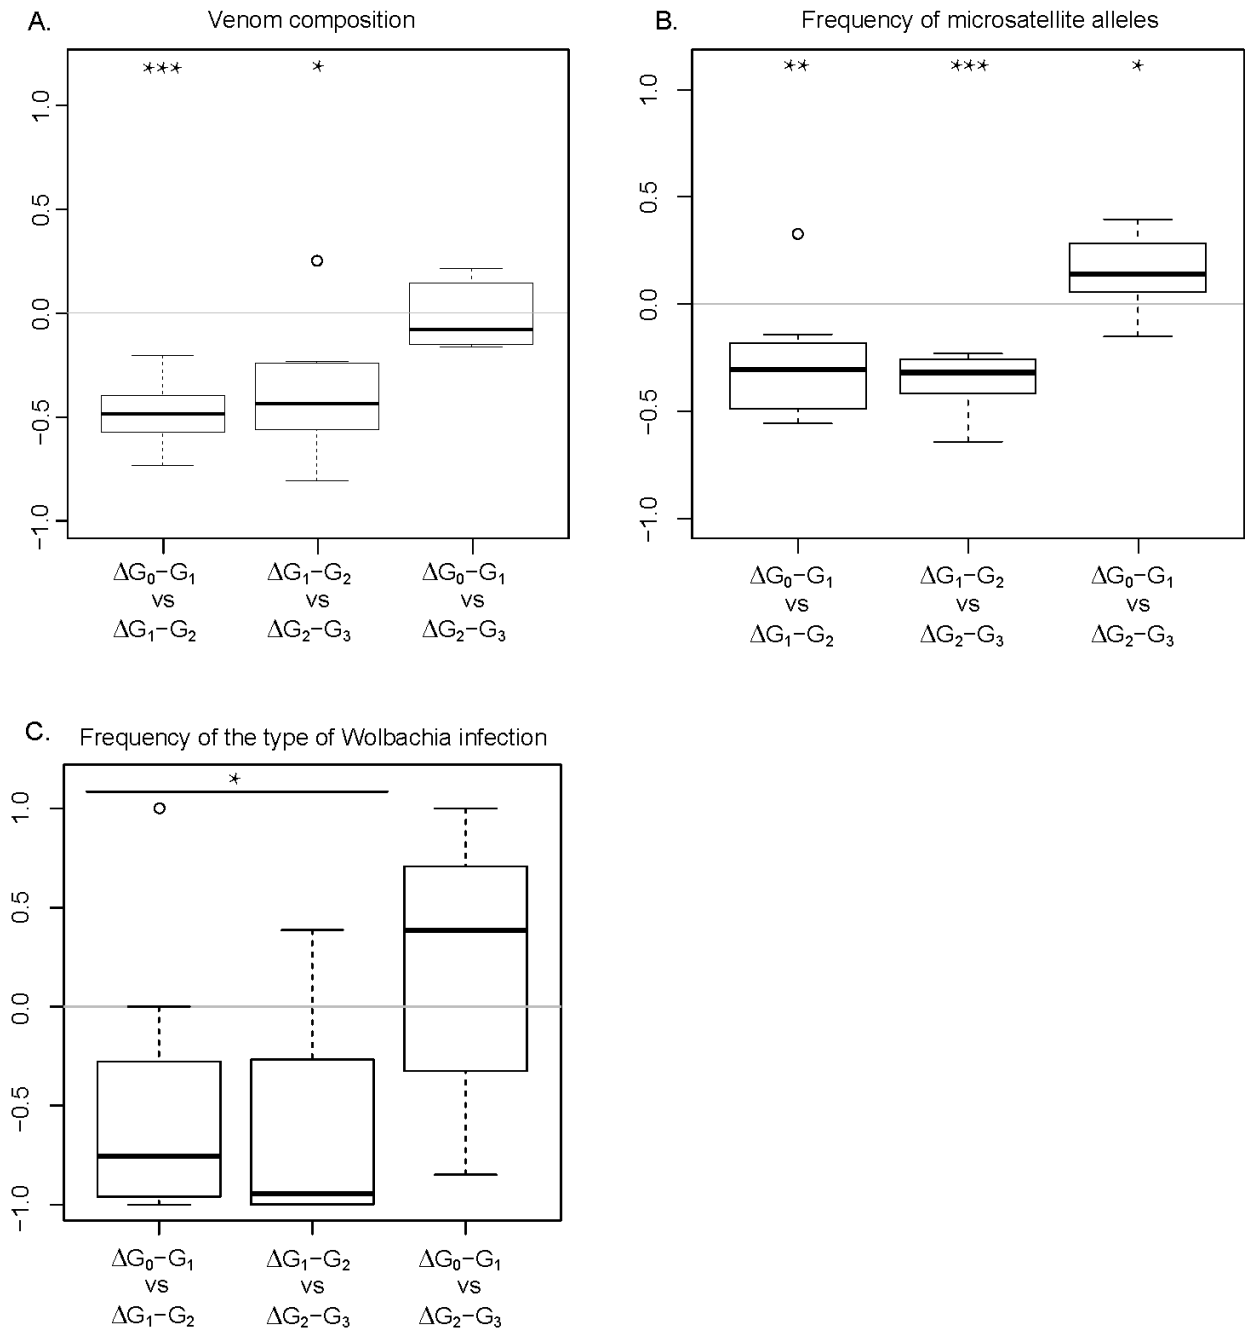 A. Venom composition
*** *
1.0
0.5
0.0
−0.5
−1.0
ΔG₀−G₁ ΔG₁−G₂ ΔG₀−G₁
vs vs vs
ΔG₁−G₂ ΔG₂−G₃ ΔG₂−G₃
B. Frequency of microsatellite alleles
** *** *
1.0
0.5
0.0
−0.5
−1.0
ΔG₀−G₁ ΔG₁−G₂ ΔG₀−G₁
vs vs vs
ΔG₁−G₂ ΔG₂−G₃ ΔG₂−G₃
C. Frequency of the type of Wolbachia infection
*
1.0
0.5
0.0
−0.5
−1.0
ΔG₀−G₁ ΔG₁−G₂ ΔG₀−G₁
vs vs vs
ΔG₁−G₂ ΔG₂−G₃ ΔG₂−G₃